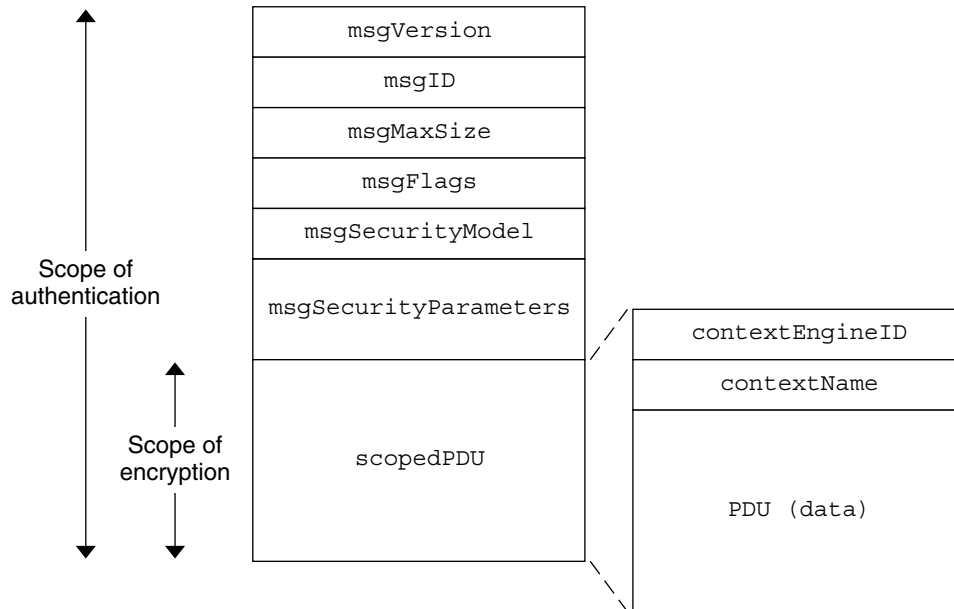 msgVersion
msgID
msgMaxSize
msgFlags
msgSecurityModel
Scope of
authentication
msgSecurityParameters
contextEngineID
contextName
Scope of
encryption
scopedPDU
PDU (data)